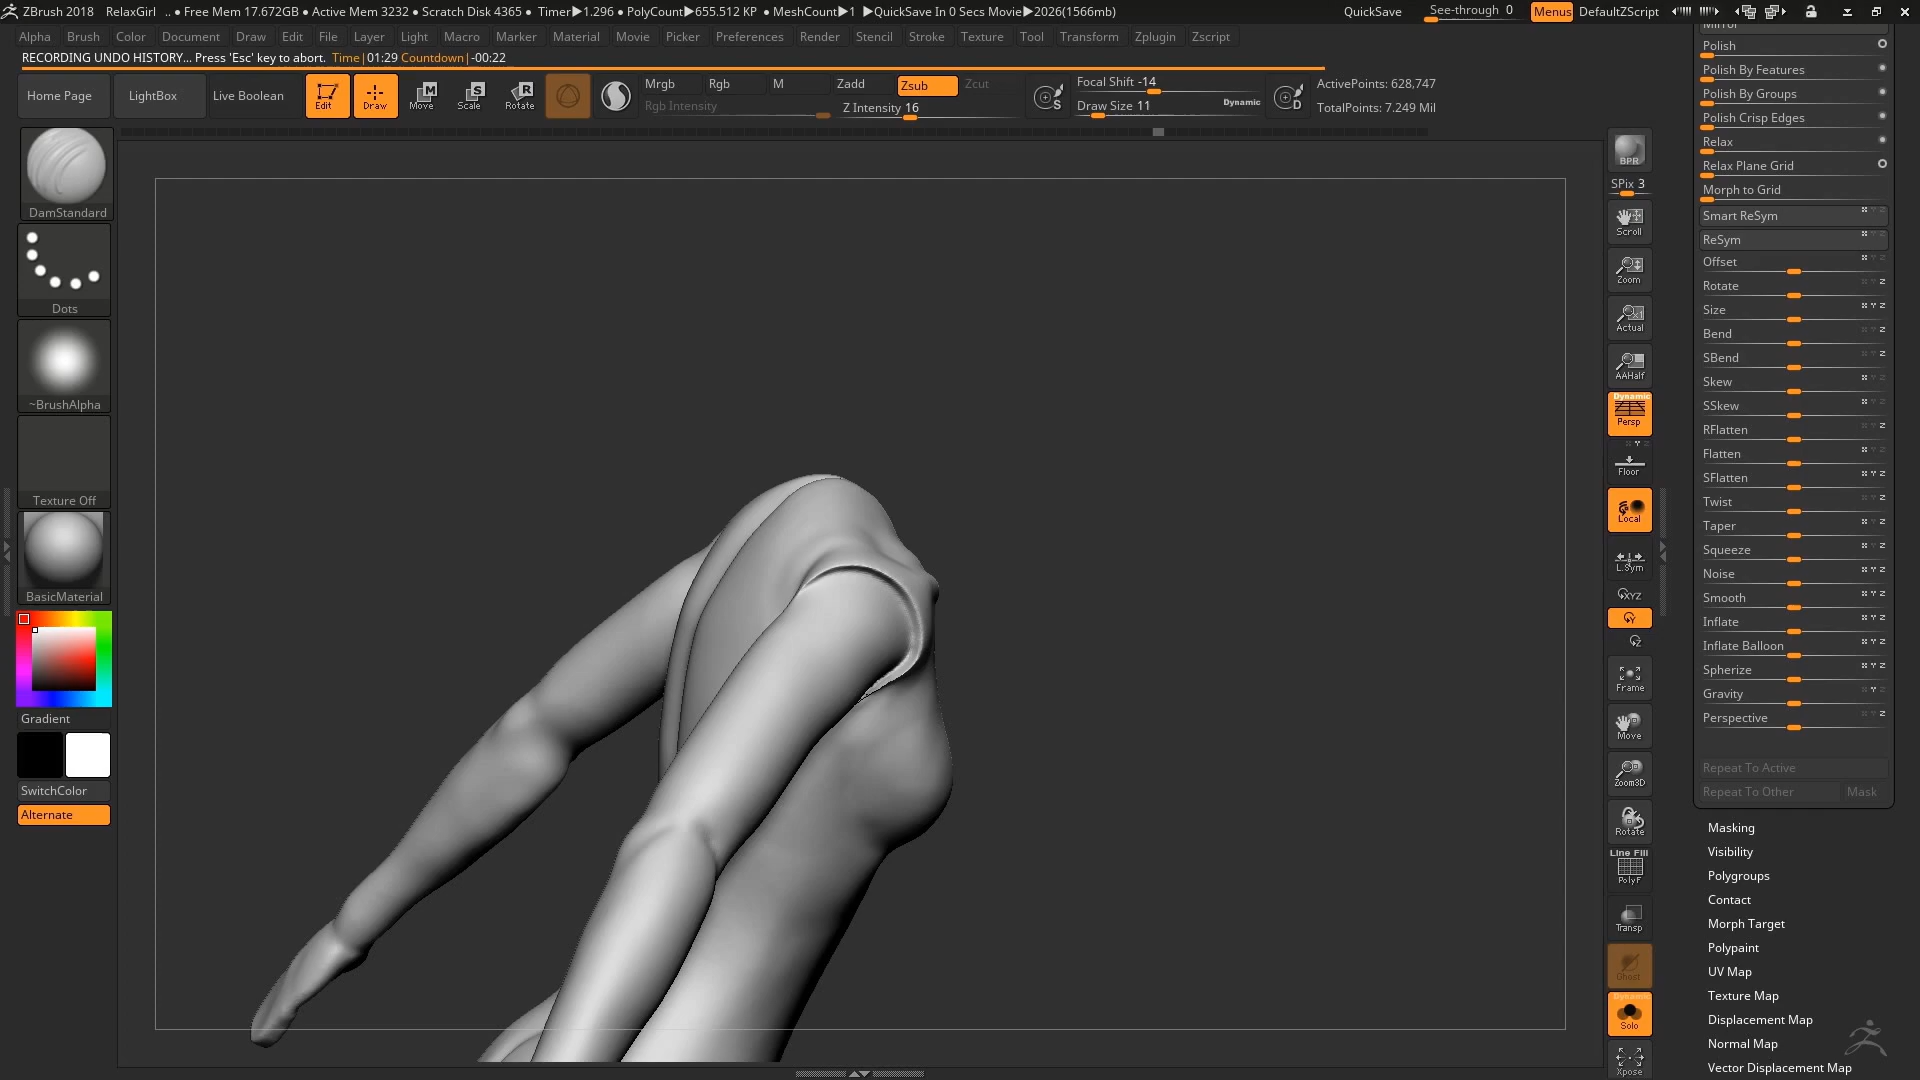 ZBrush 2018 RelaxGirl .. • Free Mem 17.672GB • Active Mem 3232 • Scratch Disk 4365 • Timer▶1.296 • PolyCount▶655.512 KP • MeshCount▶1 ▶QuickSave In 0 Secs Movie▶2026(1566mb) QuickSave See-through 0 Menus DefaultZScript
Alpha Brush Color Document Draw Edit File Layer Light Macro Marker Material Movie Picker Preferences Render Stencil Stroke Texture Tool Transform Zplugin Zscript
RECORDING UNDO HISTORY... Press 'Esc' key to abort. Time|01:29 Countdown|-00:22
Home Page
LightBox
Live Boolean
Edit
Draw
Move
Scale
Rotate
Mrgb Rgb M Zadd Zsub Zcut
Rgb Intensity
Z Intensity 16
S
Focal Shift -14
Draw Size 11
Dynamic
D
ActivePoints: 628,747
TotalPoints: 7.249 Mil
DamStandard
Dots
~BrushAlpha
Texture Off
BasicMaterial
Gradient
SwitchColor
Alternate
BPR
SPix 3
Scroll
Zoom
Actual
AAHalf
Dynamic
Persp
Floor
Local
L.Sym
XYZ
Y
Z
Frame
Move
Zoom3D
Rotate
Line Fill
PolyF
Transp
Ghost
Dynamic
Solo
Xpose
Polish
Polish By Features
Polish By Groups
Polish Crisp Edges
Relax
Relax Plane Grid
Morph to Grid
Smart ReSym
ReSym
Offset
Rotate
Size
Bend
SBend
Skew
SSkew
RFlatten
Flatten
SFlatten
Twist
Taper
Squeeze
Noise
Smooth
Inflate
Inflate Balloon
Spherize
Gravity
Perspective
Repeat To Active
Repeat To Other Mask
Masking
Visibility
Polygroups
Contact
Morph Target
Polypaint
UV Map
Texture Map
Displacement Map
Normal Map
Vector Displacement Map